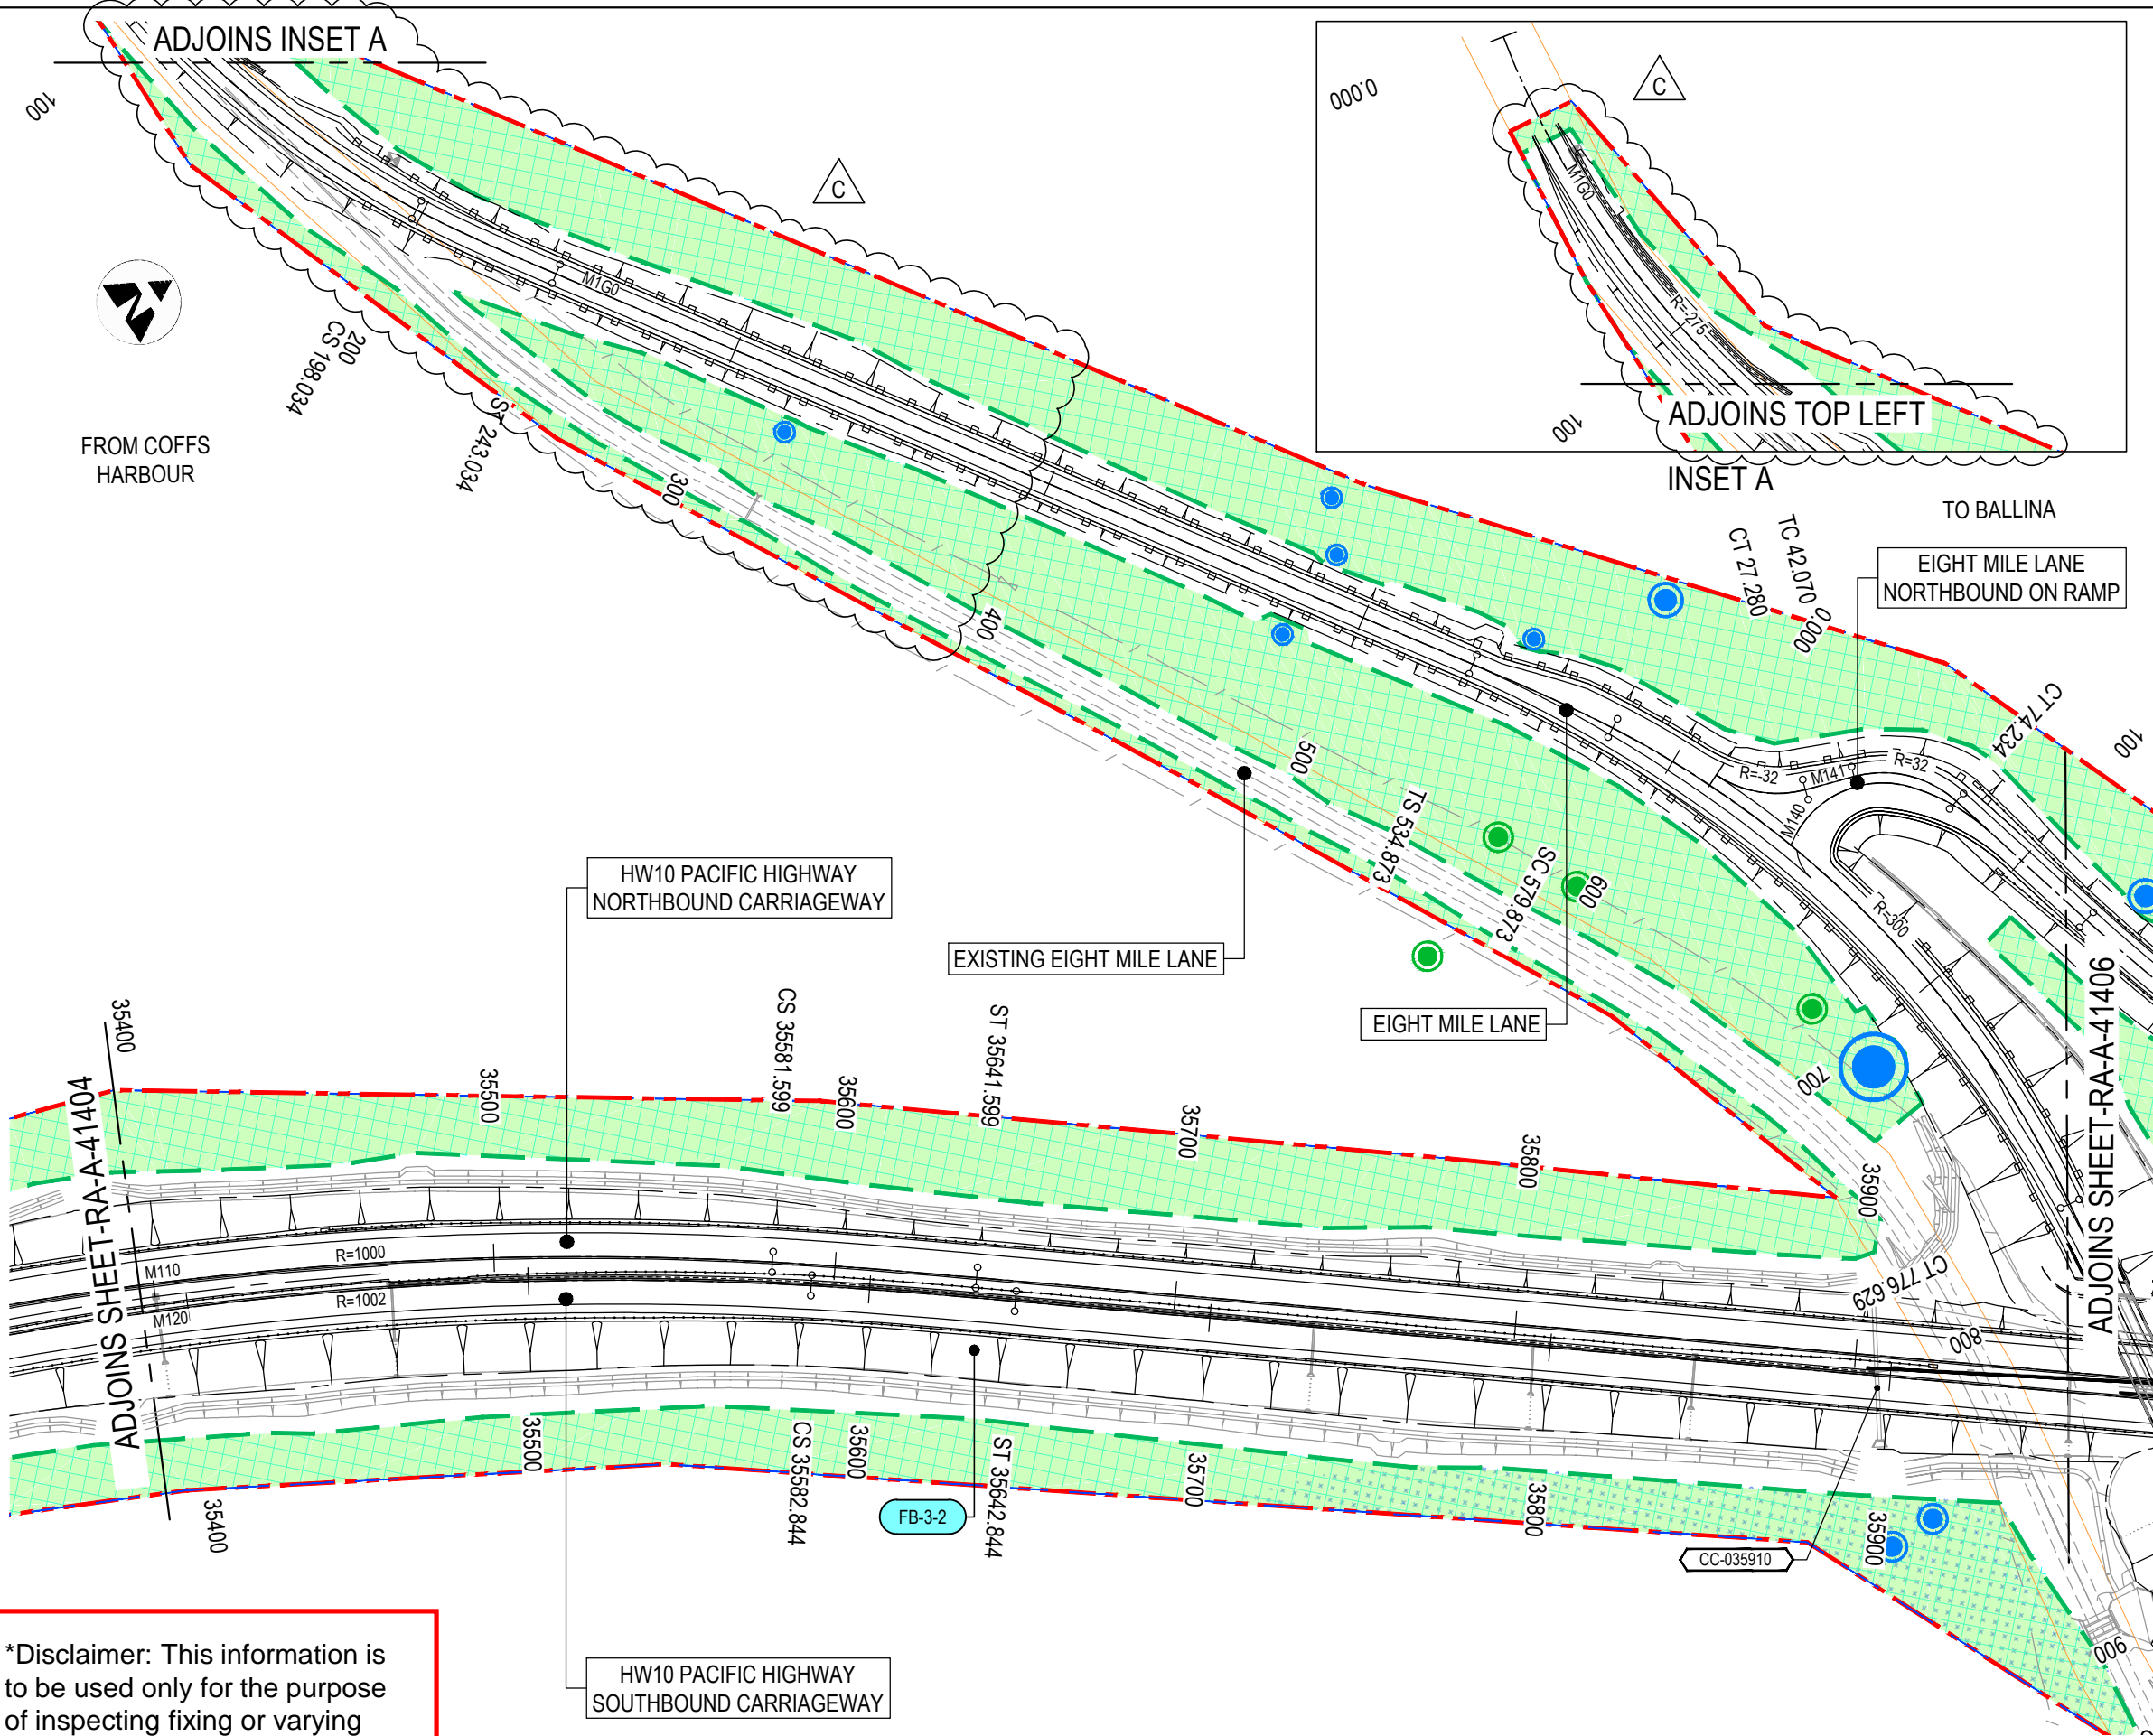 ADJOINS INSET A
100
C
C
0.000
M1G0
R=-275
100
ADJOINS TOP LEFT
INSET A
M1G0
200
CS 198.034
ST 243.034
FROM COFFS
HARBOUR
TO BALLINA
EIGHT MILE LANE
NORTHBOUND ON RAMP
CT 27.280
TC 42.070
0.000
CT 74.234
100
300
400
500
TS 534.873
SC 579.873
600
700
R=-32
M141
R=32
M140
R=300
HW10 PACIFIC HIGHWAY
NORTHBOUND CARRIAGEWAY
EXISTING EIGHT MILE LANE
EIGHT MILE LANE
ADJOINS SHEET-RA-A-41404
ADJOINS SHEET-RA-A-41406
35400
35500
CS 35581.599
35600
ST 35641.599
35700
35800
35900
CT 776.629
800
M110
R=1000
M120
R=1002
35400
35500
CS 35582.844
35600
FB-3-2
ST 35642.844
35700
35800
CC-035910
35900
900
HW10 PACIFIC HIGHWAY
SOUTHBOUND CARRIAGEWAY
*Disclaimer: This information is
to be used only for the purpose
of inspecting fixing or varying